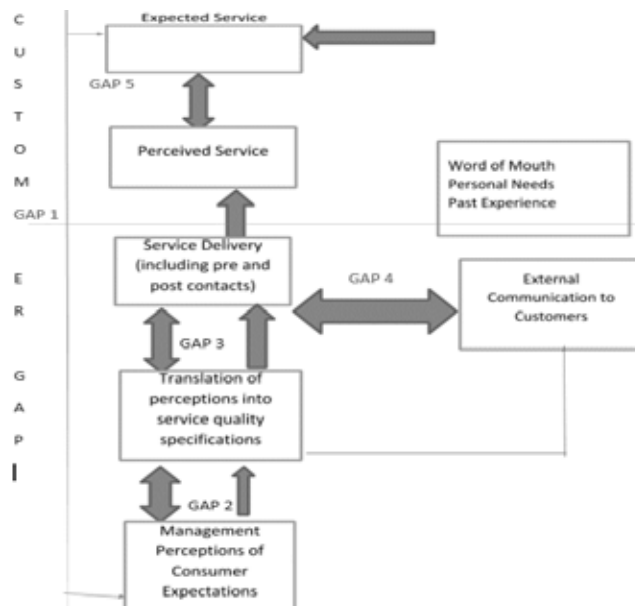 CUSTOMER GAP I
Expected Service
GAP 5
Perceived Service
Word of Mouth
Personal Needs
Past Experience
GAP 1
Service Delivery
(including pre and
post contacts)
GAP 4
External
Communication to
Customers
GAP 3
Translation of
perceptions into
service quality
specifications
GAP 2
Management
Perceptions of
Consumer
Expectations